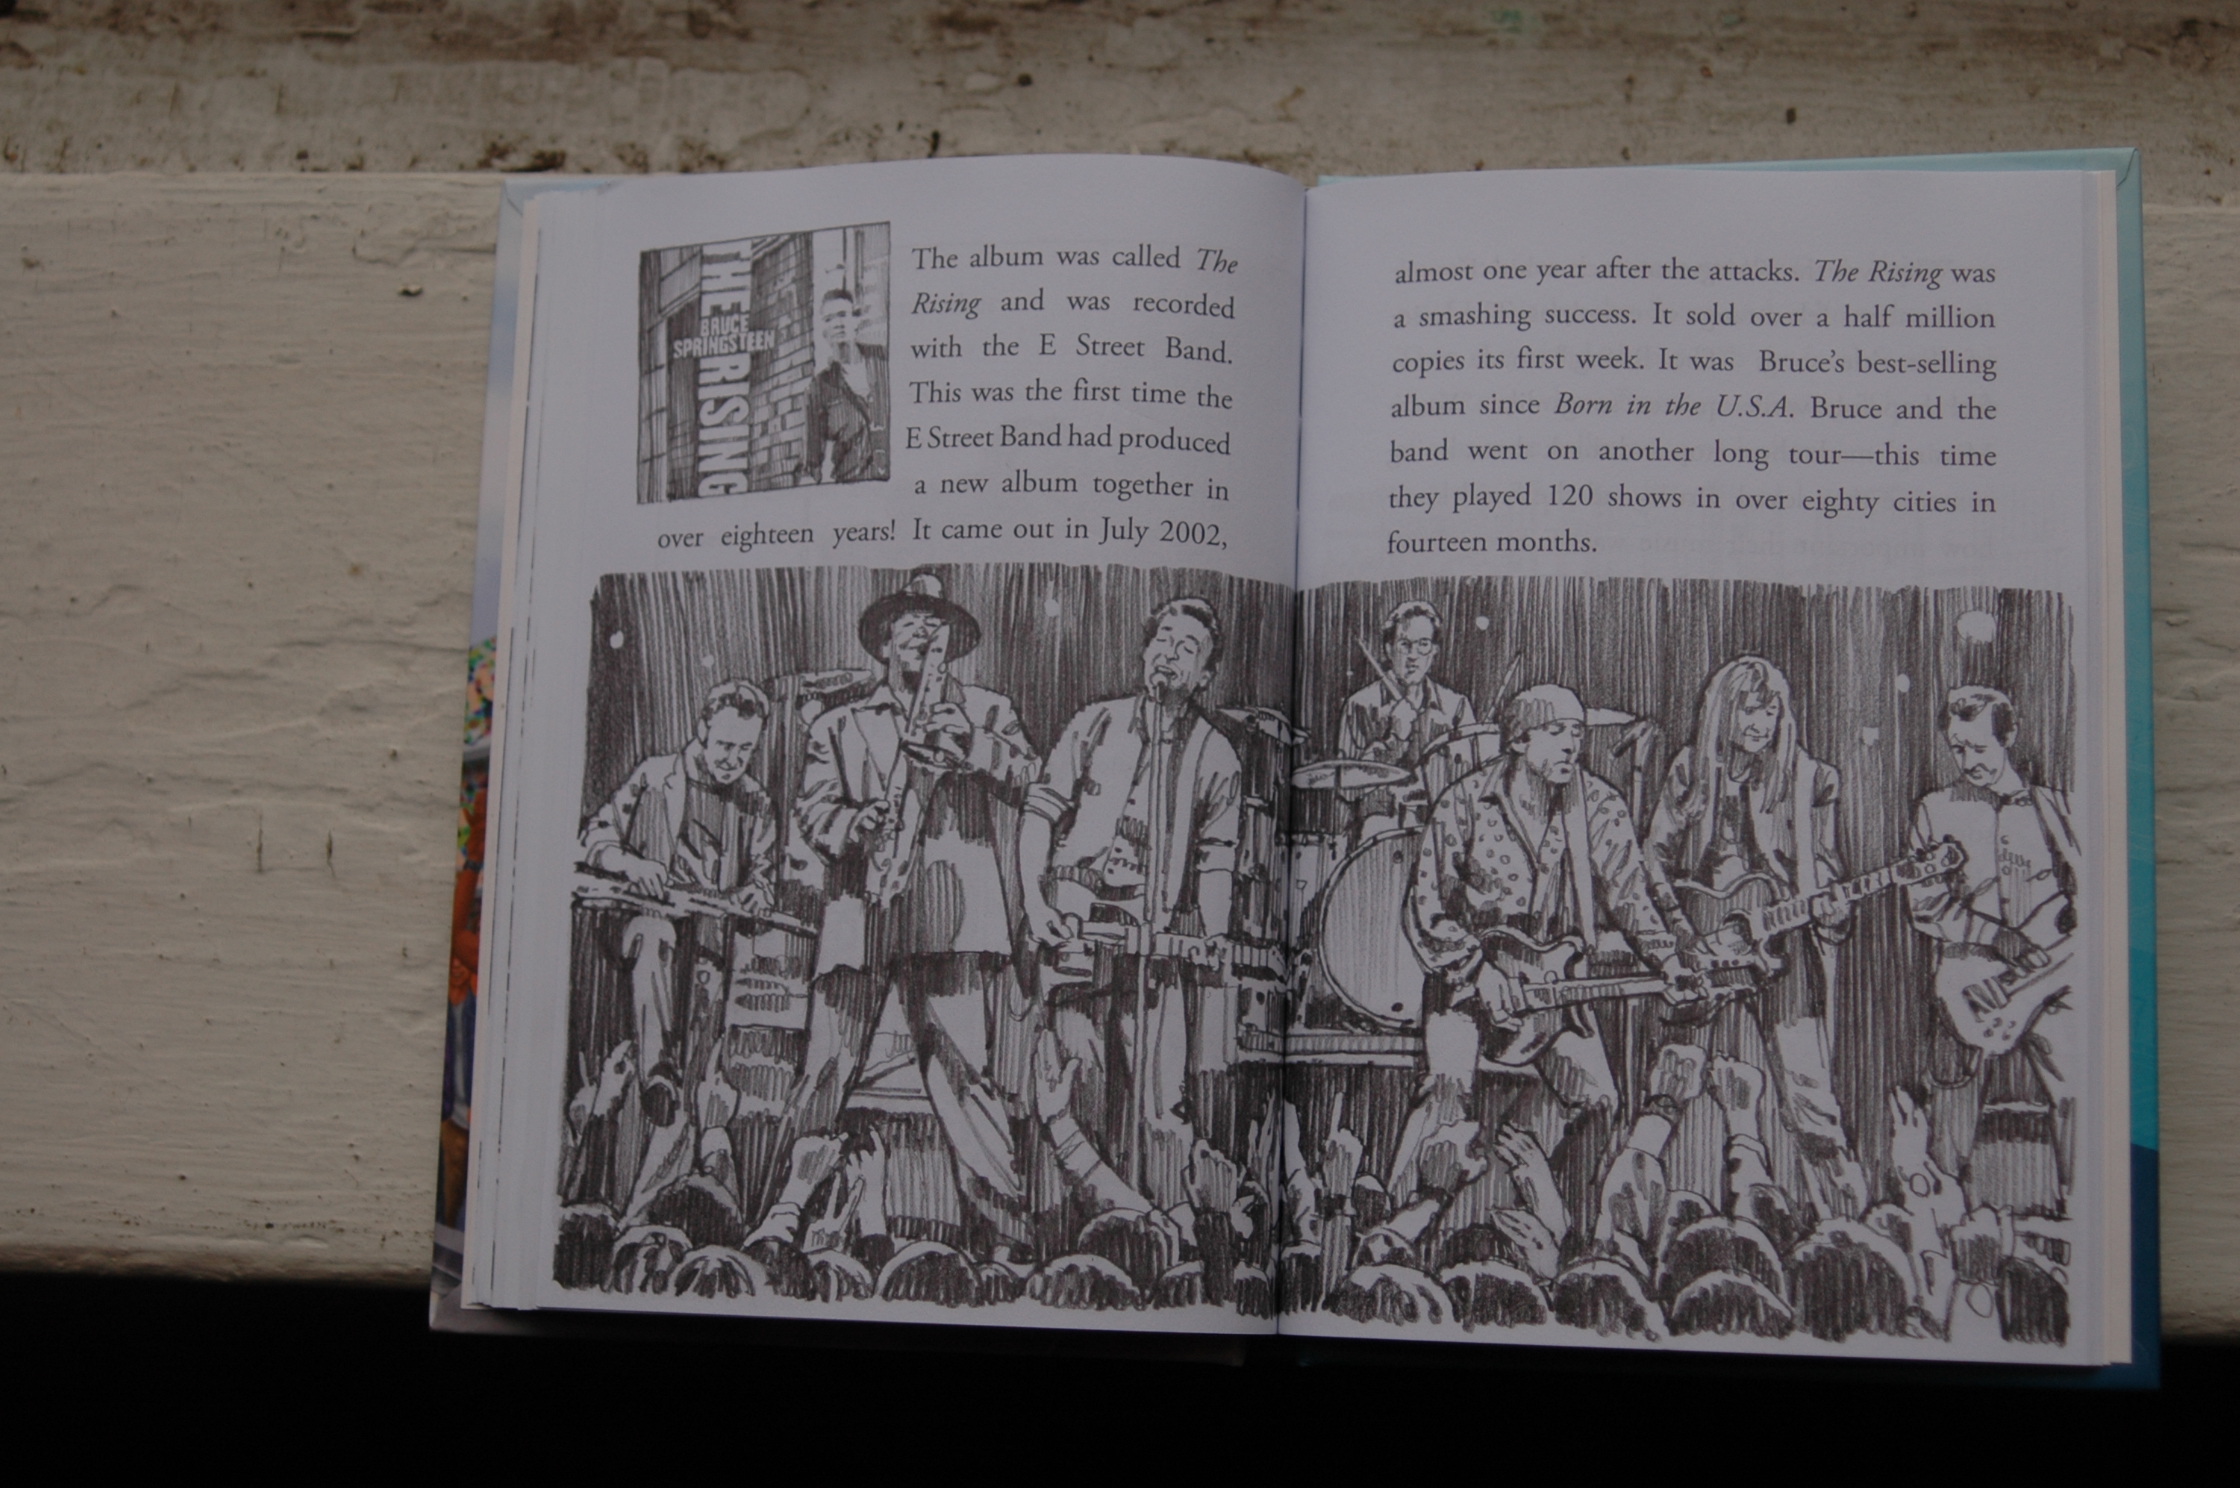 THE RISING
BRUCE
SPRINGSTEEN
The album was called The
Rising and was recorded
with the E Street Band.
This was the first time the
E Street Band had produced
a new album together in
over eighteen years! It came out in July 2002,
almost one year after the attacks. The Rising was
a smashing success. It sold over a half million
copies its first week. It was Bruce's best-selling
album since Born in the U.S.A. Bruce and the
band went on another long tour—this time
they played 120 shows in over eighty cities in
fourteen months.